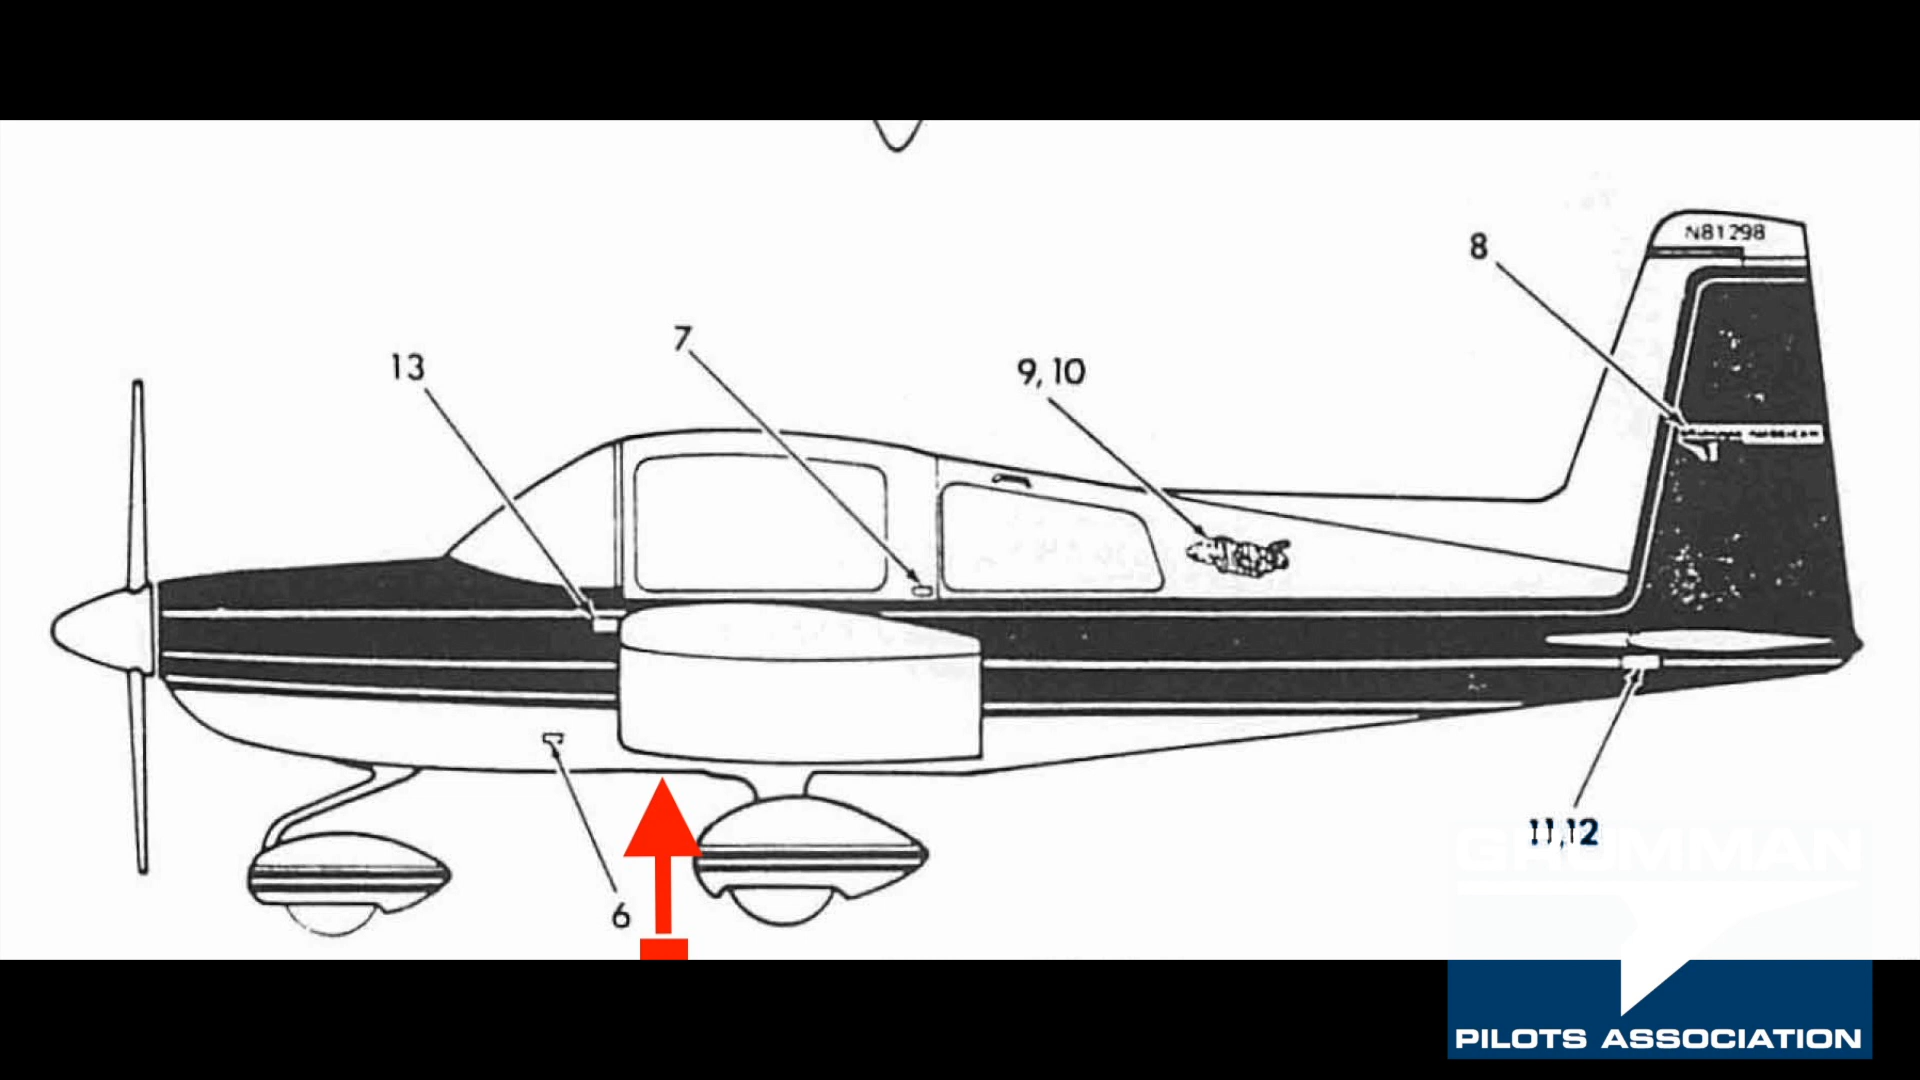 N81298
8
7
13
9, 10
11,12
6
GRUMMAN
PILOTS ASSOCIATION